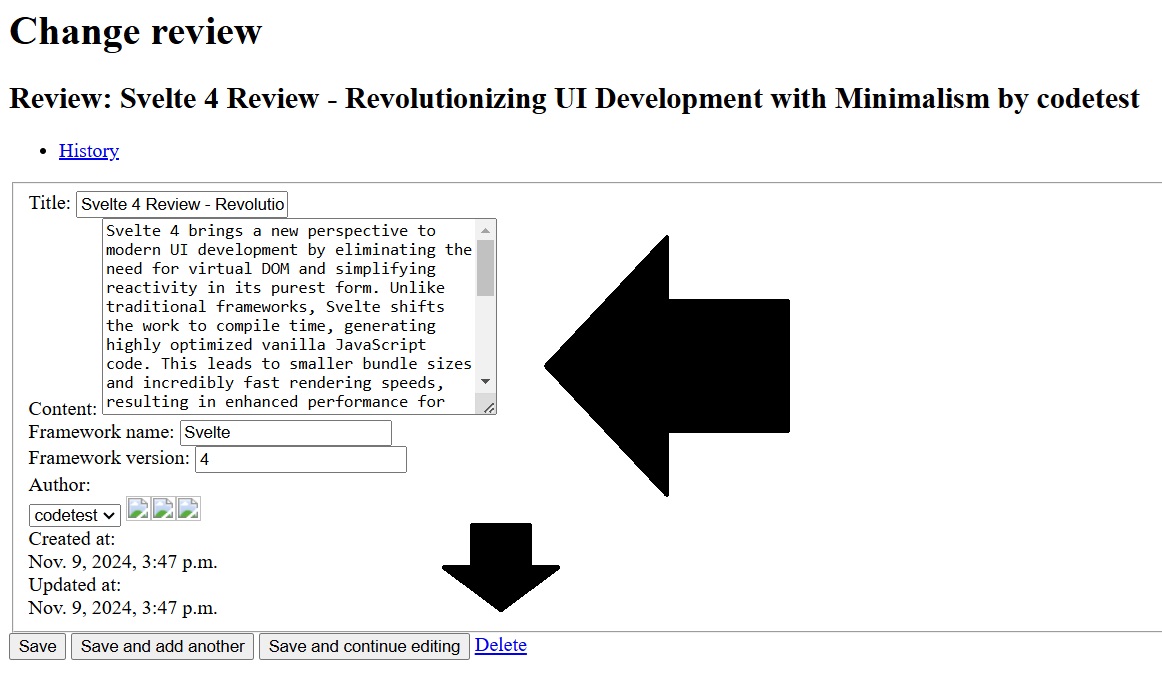 Change review
Review: Svelte 4 Review - Revolutionizing UI Development with Minimalism by codetest
History
Title: Svelte 4 Review - Revolutio
Svelte 4 brings a new perspective to
modern UI development by eliminating the
need for virtual DOM and simplifying
reactivity in its purest form. Unlike
traditional frameworks, Svelte shifts
the work to compile time, generating
highly optimized vanilla JavaScript
code. This leads to smaller bundle sizes
and incredibly fast rendering speeds,
resulting in enhanced performance for
Content:
Framework name: Svelte
Framework version: 4
Author:
codetest
Created at:
Nov. 9, 2024, 3:47 p.m.
Updated at:
Nov. 9, 2024, 3:47 p.m.
Save Save and add another Save and continue editing Delete